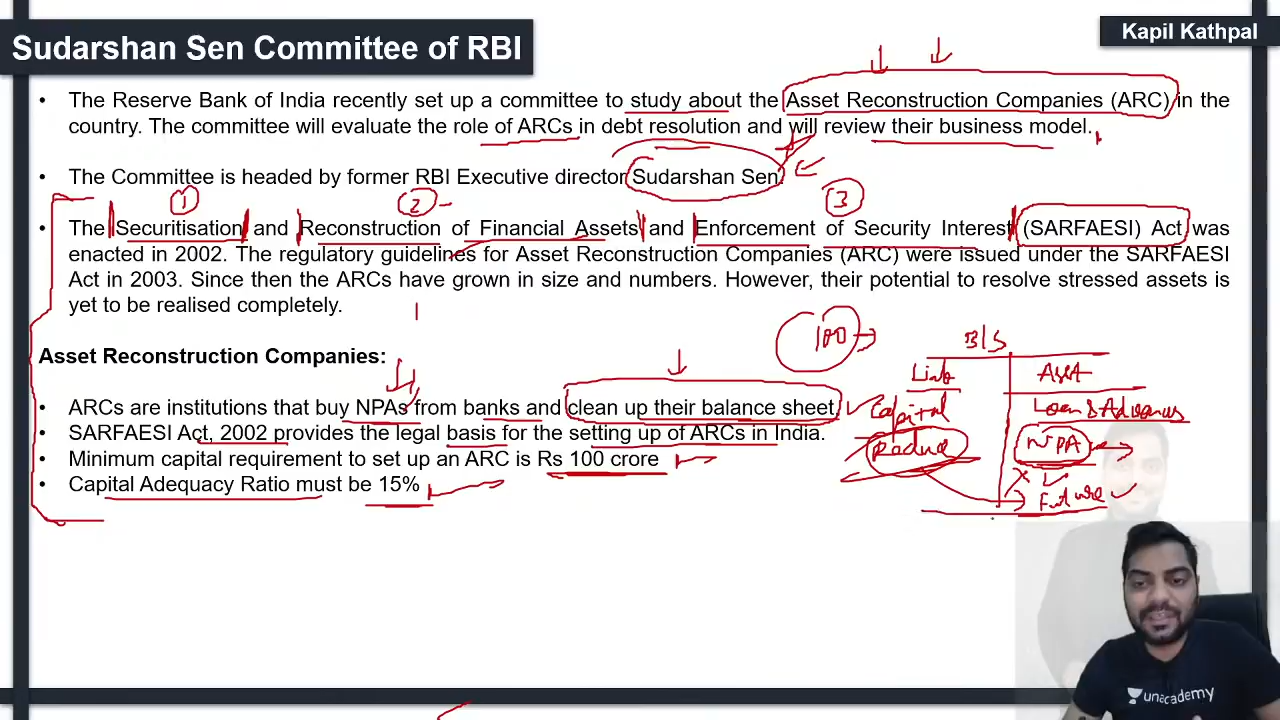 Sudarshan Sen Committee of RBI
Kapil Kathpal
• The Reserve Bank of India recently set up a committee to study about the Asset Reconstruction Companies (ARC) in the
country. The committee will evaluate the role of ARCs in debt resolution and will review their business model.
• The Committee is headed by former RBI Executive director Sudarshan Sen.
1 2 3
• The Securitisation and Reconstruction of Financial Assets and Enforcement of Security Interest (SARFAESI) Act was
enacted in 2002. The regulatory guidelines for Asset Reconstruction Companies (ARC) were issued under the SARFAESI
Act in 2003. Since then the ARCs have grown in size and numbers. However, their potential to resolve stressed assets is
yet to be realised completely.
Asset Reconstruction Companies:
• ARCs are institutions that buy NPAs from banks and clean up their balance sheet.
• SARFAESI Act, 2002 provides the legal basis for the setting up of ARCs in India.
• Minimum capital requirement to set up an ARC is Rs 100 crore
• Capital Adequacy Ratio must be 15%
100
B/S
Liab Asset
Capital Loan & Advances
Reduce NPA
Future
unacademy